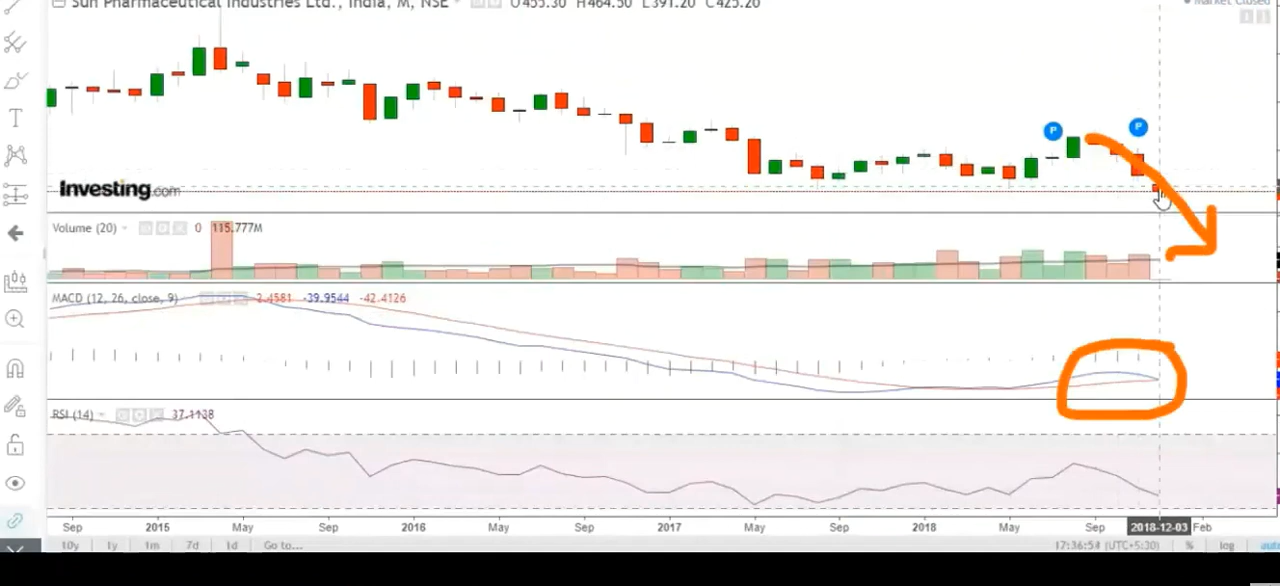 Sun Pharmaceutical Industries Ltd., India, M, NSE O455.30 H464.50 L391.20 C425.20
Market Closed
P
P
Investing.com
Volume (20) 0 115.777M
MACD (12, 26, close, 9) -39.9544 -42.4126
RSI (14) 37.1138
Sep 2015 May Sep 2016 May Sep 2017 May Sep 2018 May Sep 2018-12-03 Feb
10y 1y 1m 7d 1d Go to... 17:36:54 (UTC+5:30) % log auto